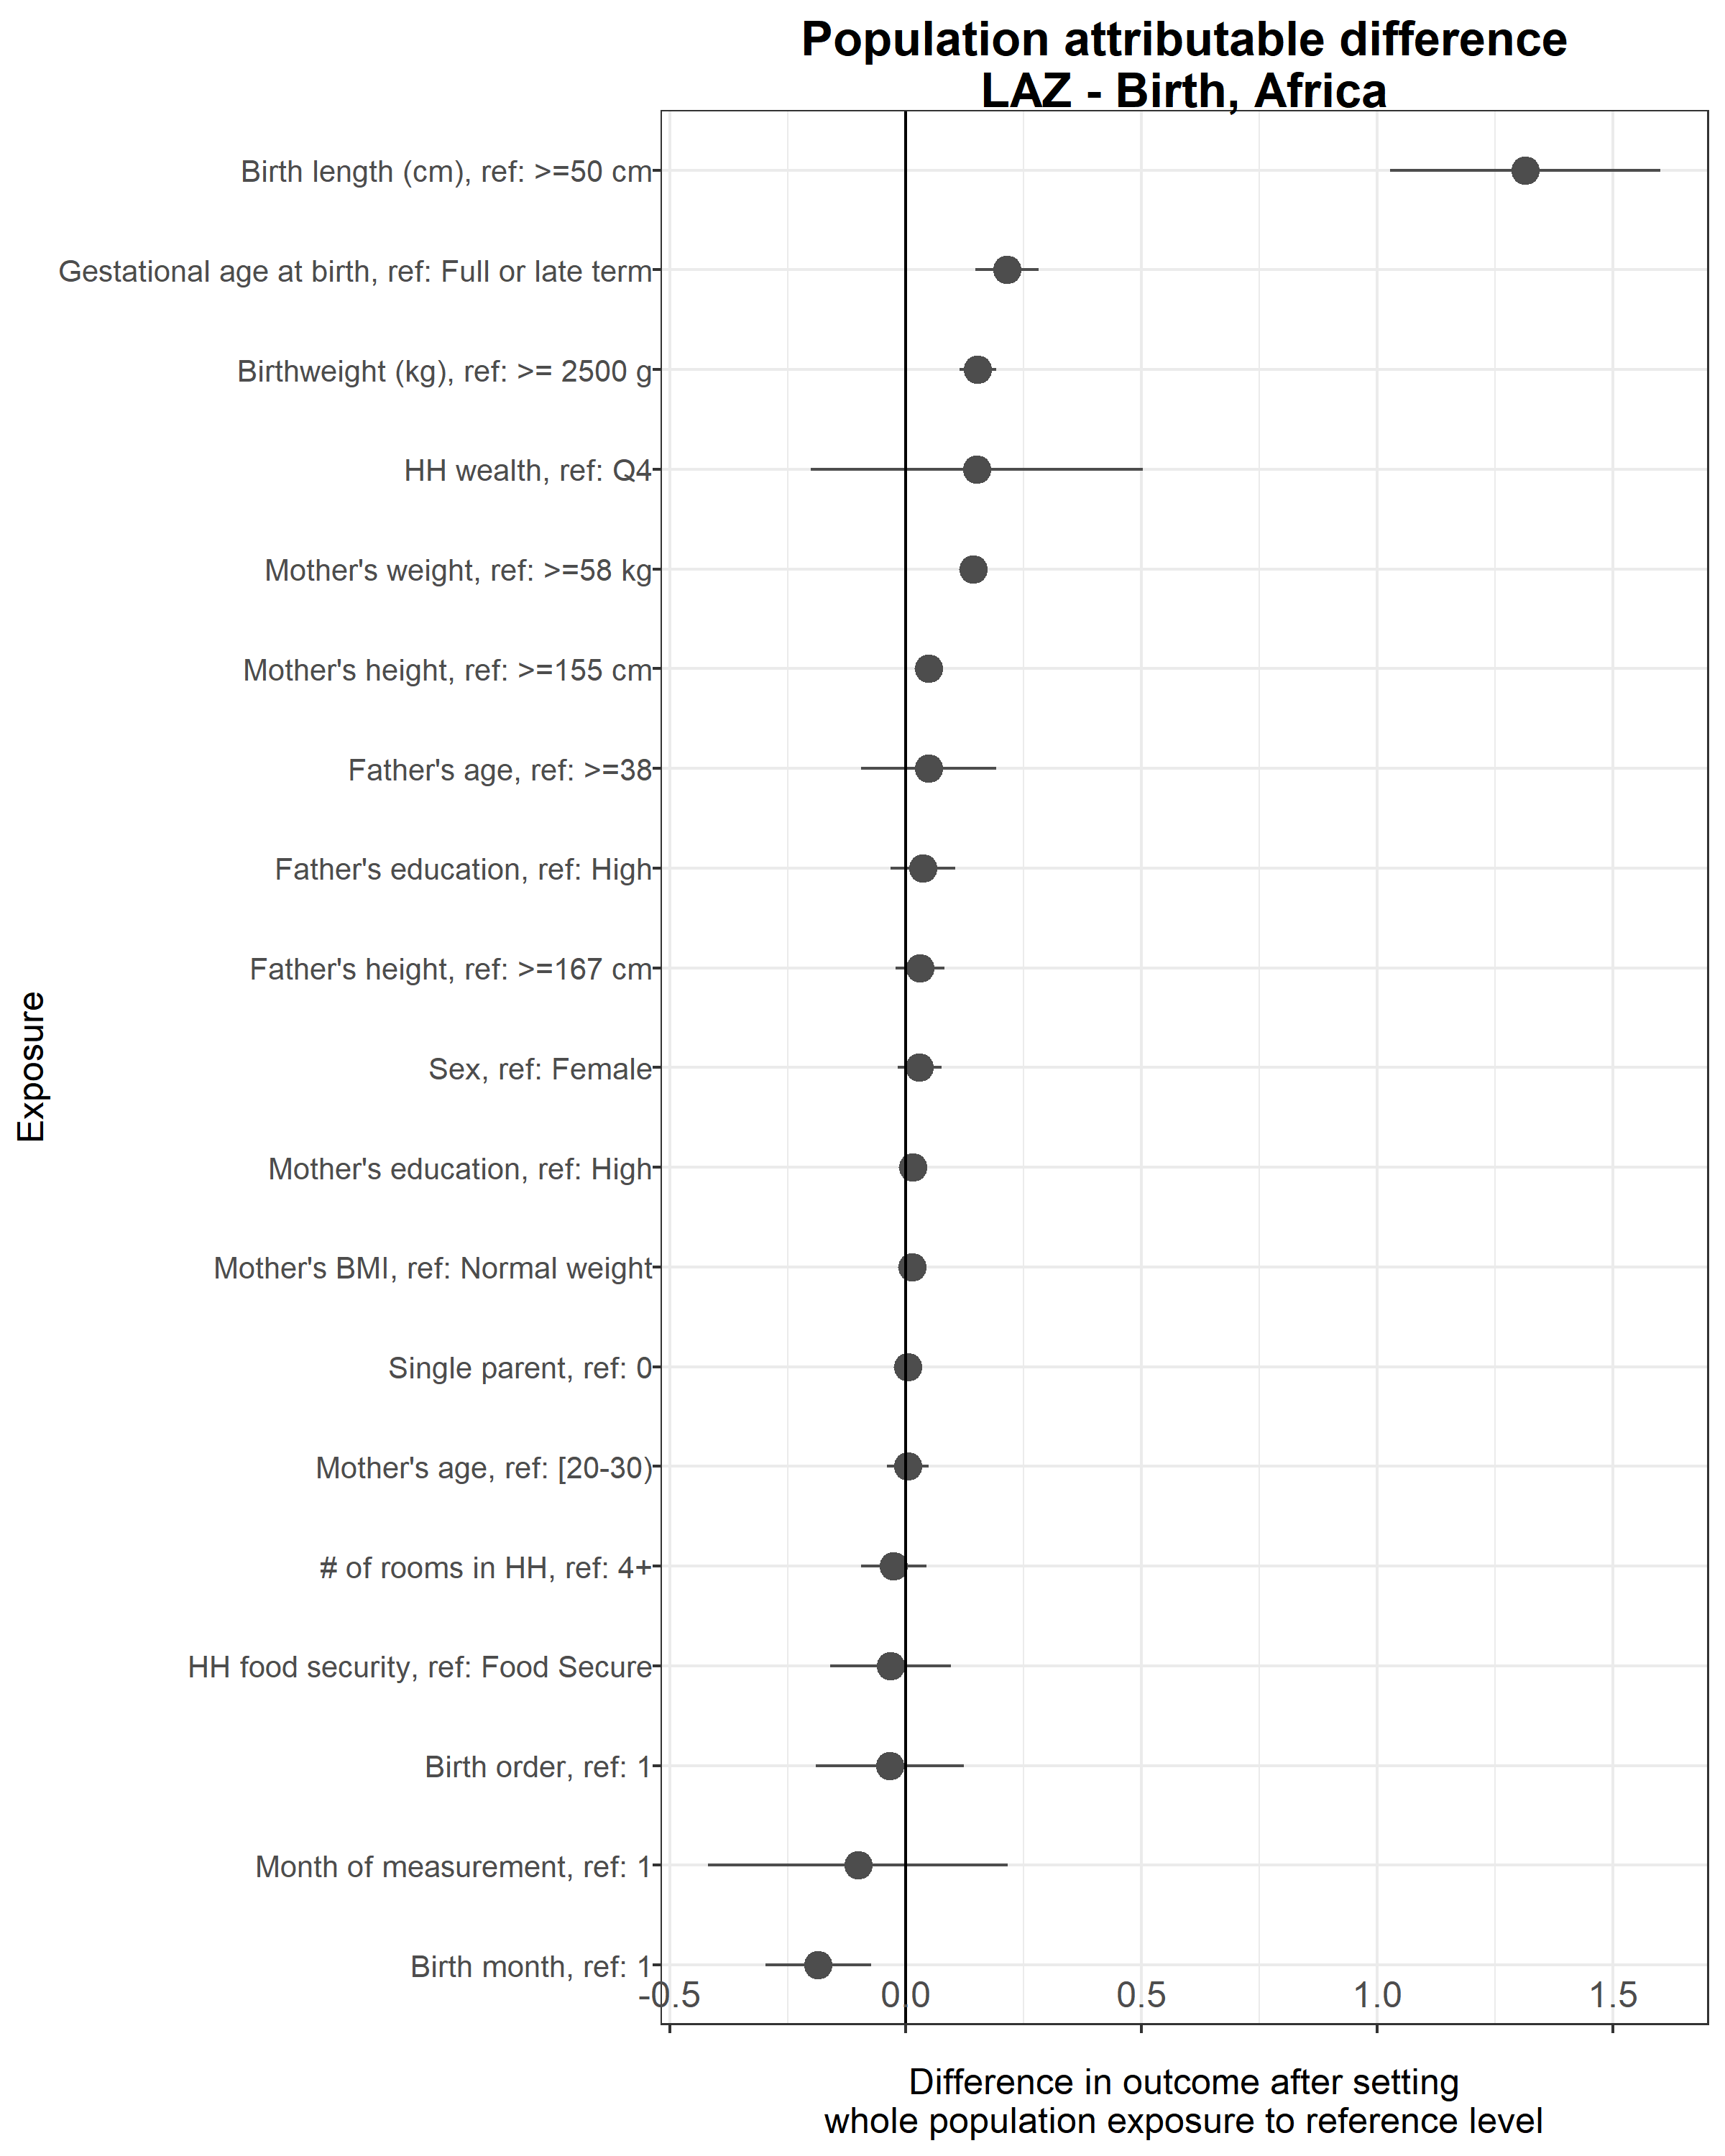 Population attributable difference
LAZ - Birth, Africa
Exposure
Birth length (cm), ref: >=50 cm
Gestational age at birth, ref: Full or late term
Birthweight (kg), ref: >= 2500 g
HH wealth, ref: Q4
Mother's weight, ref: >=58 kg
Mother's height, ref: >=155 cm
Father's age, ref: >=38
Father's education, ref: High
Father's height, ref: >=167 cm
Sex, ref: Female
Mother's education, ref: High
Mother's BMI, ref: Normal weight
Single parent, ref: 0
Mother's age, ref: [20-30)
# of rooms in HH, ref: 4+
HH food security, ref: Food Secure
Birth order, ref: 1
Month of measurement, ref: 1
Birth month, ref: 1
-0.5 0.0 0.5 1.0 1.5
Difference in outcome after setting
whole population exposure to reference level